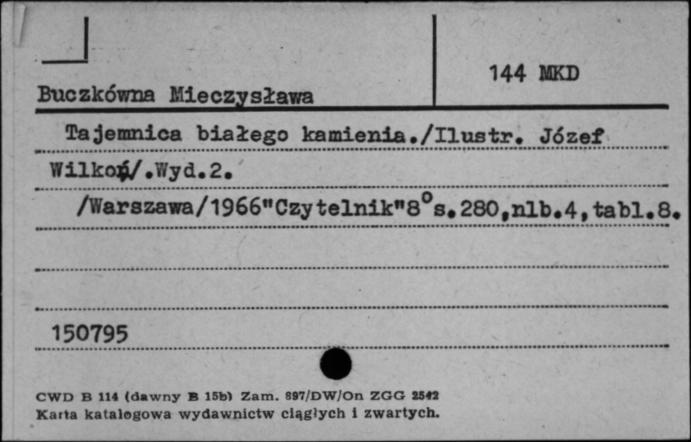 144 MKD
Buczkówna Mieczysława
Tajemnica białego kamienia./Ilustr. Józef
Wilkoń/.Wyd.2.
/Warszawa/1966"Czytelnik"8°s.280,nlb.4,tabl.8.
150795
CWD B 114 (dawny B 15b) Zam. 897/DW/On ZGG 2542
Karta katalogowa wydawnictw ciągłych i zwartych.